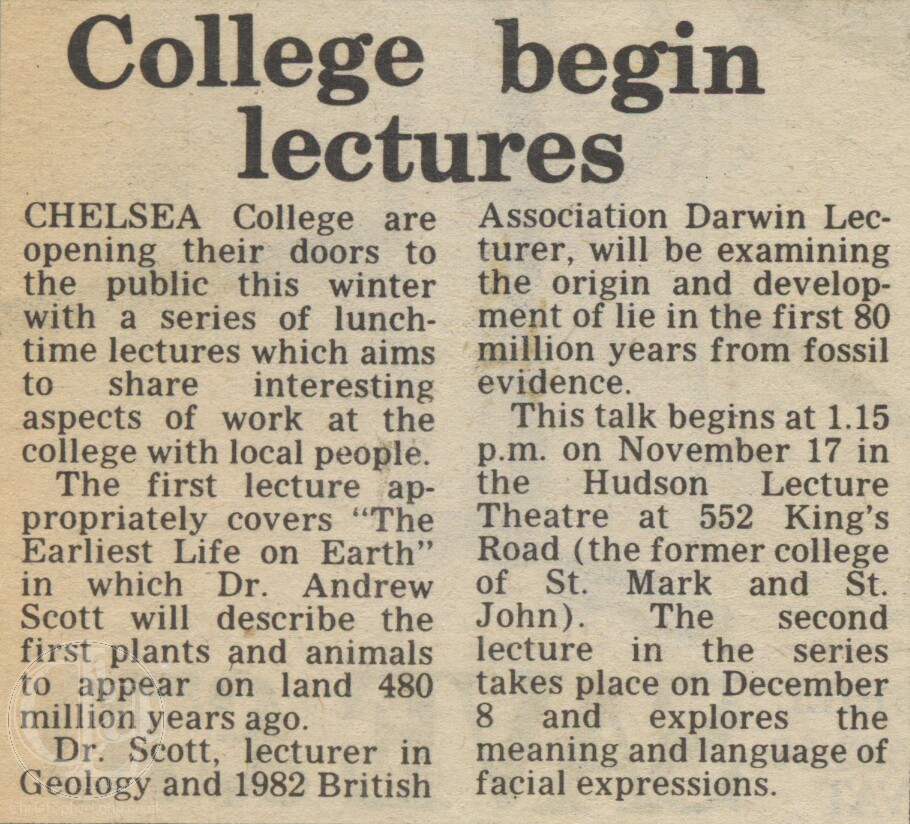 College begin
lectures
CHELSEA College are
opening their doors to
the public this winter
with a series of lunch-
time lectures which aims
to share interesting
aspects of work at the
college with local people.
The first lecture ap-
propriately covers “The
Earliest Life on Earth”
in which Dr. Andrew
Scott will describe the
first plants and animals
to appear on land 480
million years ago.
Dr. Scott, lecturer in
Geology and 1982 British
Association Darwin Lec-
turer, will be examining
the origin and develop-
ment of lie in the first 80
million years from fossil
evidence.
This talk begins at 1.15
p.m. on November 17 in
the Hudson Lecture
Theatre at 552 King's
Road (the former college
of St. Mark and St.
John). The second
lecture in the series
takes place on December
8 and explores the
meaning and language of
facial expressions.